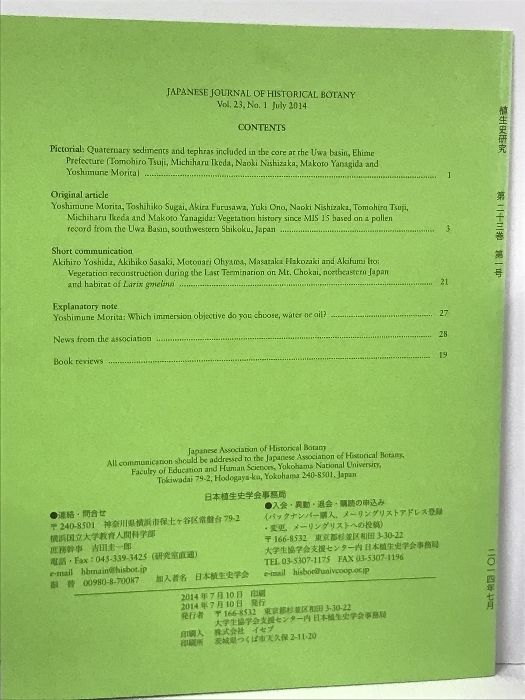 JAPANESE JOURNAL OF HISTORICAL BOTANY
Vol. 23, No. 1 July 2014
CONTENTS
Pictorial: Quaternary sediments and tephras included in the core at the Uwa basin, Ehime
Prefecture (Tomohiro Tsuji, Michiharu Ikeda, Naoki Nishizaka, Makoto Yanagida and
Yoshimune Morita) 1
Original article
Yoshimune Morita, Toshihiko Sugai, Akira Furusawa, Yuki Ono, Naoki Nishizaka, Tomohiro Tsuji,
Michiharu Ikeda and Makoto Yanagida: Vegetation history since MIS 15 based on a pollen
record from the Uwa Basin, southwestern Shikoku, Japan 3
Short communication
Akihiro Yoshida, Akihiko Sasaki, Motonari Ohyama, Masataka Hakozaki and Akifumi Ito:
Vegetation reconstruction during the Last Termination on Mt. Chokai, northeastern Japan
and habitat of Larix gmelinii 21
Explanatory note
Yoshimune Morita: Which immersion objective do you choose, water or oil? 27
News from the association 28
Book reviews 19
Japanese Association of Historical Botany
All communication should be addressed to the Japanese Association of Historical Botany,
Faculty of Education and Human Sciences, Yokohama National University,
Tokiwadai 79-2, Hodogaya-ku, Yokohama 240-8501, Japan
日本植生史学会事務局
●連絡・問合せ
〒240-8501 神奈川県横浜市保土ヶ谷区常盤台 79-2
横浜国立大学教育人間科学部
庶務幹事 吉田圭一郎
電話・Fax:045-339-3425(研究室直通)
e-mail hbmain@hisbot.jp
振替 00980-8-70087 加入者名 日本植生史学会
●入会・異動・退会・購読の申込み
(バックナンバー購入,メーリングリストアドレス登録
・変更,メーリングリストへの投稿)
〒166-8532 東京都杉並区和田 3-30-22
大学生協学会支援センター内 日本植生史学会事務局
TEL 03-5307-1175 FAX 03-5307-1196
e-mail hisbot@univcoop.or.jp
2014 年 7 月 10 日 印刷
2014 年 7 月 10 日 発行
発行者 〒166-8532 東京都杉並区和田 3-30-22
大学生協学会支援センター内 日本植生史学会事務局
印刷人 株式会社 イセブ
印刷所 茨城県つくば市天久保 2-11-20
植生史研究 第二十三巻 第一号 二〇一四年七月